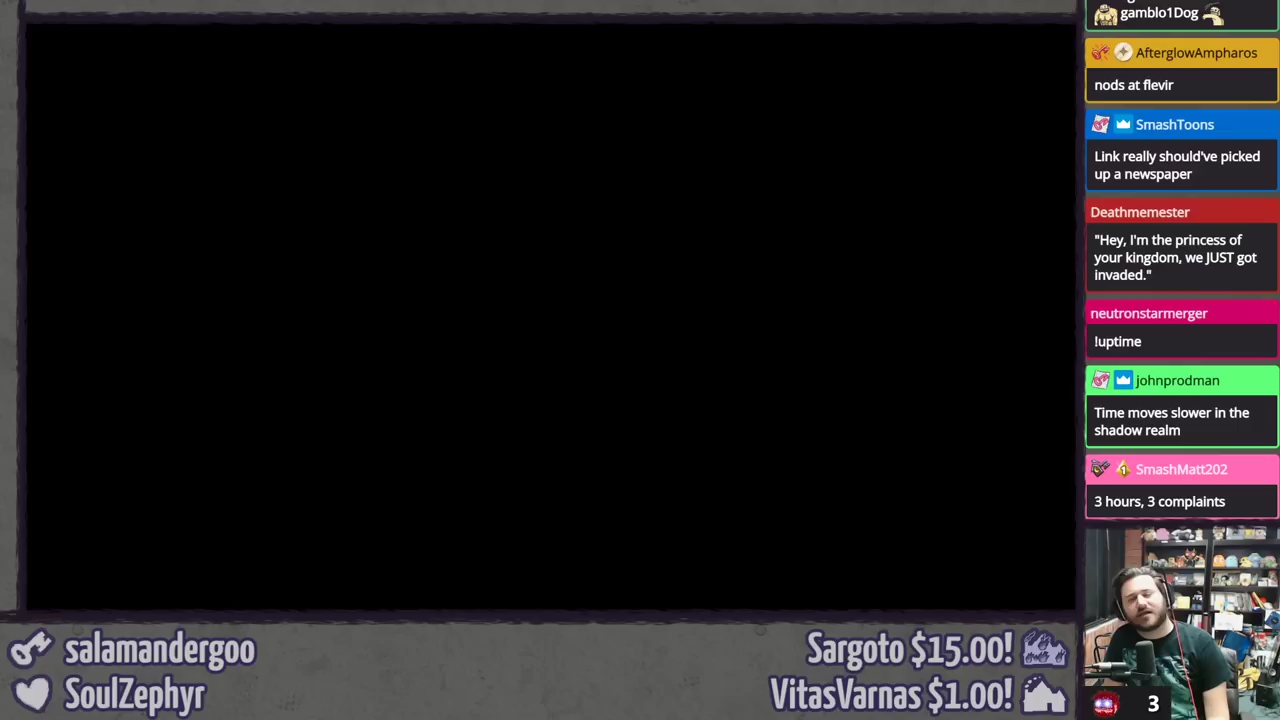 gamblo1Dog
AfterglowAmpharos
nods at flevir
SmashToons
Link really should've picked
up a newspaper
Deathmemester
"Hey, I'm the princess of
your kingdom, we JUST got
invaded."
neutronstarmerger
!uptime
johnprodman
Time moves slower in the
shadow realm
1 SmashMatt202
3 hours, 3 complaints
salamandergoo
SoulZephyr
Sargoto $15.00!
VitasVarnas $1.00!
3